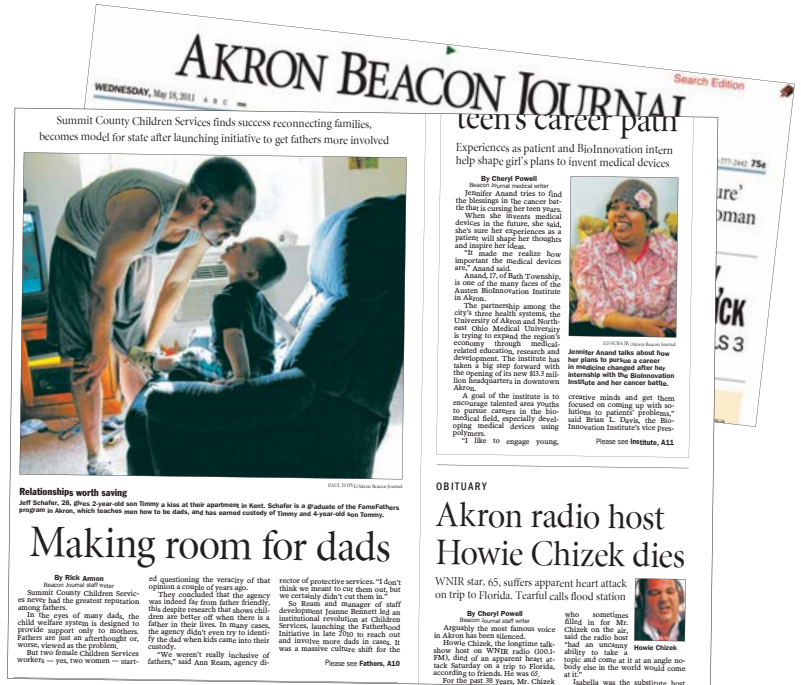 AKRON BEACON JOURNAL
Search Edition
WEDNESDAY, May 18, 2011
A B C
75¢
ure'
oman
CK
LS 3
Summit County Children Services finds success reconnecting families,
becomes model for state after launching initiative to get fathers more involved
Relationships worth saving
Jeff Schafer, 28, gives 2-year-old son Timmy a kiss at their apartment in Kent. Schafer is a graduate of the FameFathers
program in Akron, which teaches men how to be dads, and has earned custody of Timmy and 4-year-old son Tommy.
Making room for dads
By Rick Armon
Beacon Journal staff writer
Summit County Children Servic-
es never had the greatest reputation
among fathers.
In the eyes of many dads, the
child welfare system is designed to
provide support only to mothers.
Fathers are just an afterthought or,
worse, viewed as the problem.
But two female Children Services
workers — yes, two women — start-
ed questioning the veracity of that
opinion a couple of years ago.
They concluded that the agency
was indeed far from father friendly,
this despite research that shows chil-
dren are better off when there is a
father in their lives. In many cases,
the agency didn't even try to identi-
fy the dad when kids came into their
custody.
"We weren't really inclusive of
fathers," said Ann Ream, agency di-
rector of protective services. "I don't
think we meant to cut them out, but
we certainly didn't cut them in."
So Ream and manager of staff
development Jeanne Bennett led an
institutional revolution at Children
Services, launching the Fatherhood
Initiative in late 2010 to reach out
and involve more dads in cases. It
was a massive culture shift for the
Please see Fathers, A10
teen's career path
Experiences as patient and BioInnovation intern
help shape girl's plans to invent medical devices
By Cheryl Powell
Beacon Journal medical writer
Jennifer Anand tries to find
the blessings in the cancer bat-
tle that is cursing her teen years.
When she invents medical
devices in the future, she said,
she's sure her experiences as a
patient will shape her thoughts
and inspire her ideas.
"It made me realize how
important the medical devices
are," Anand said.
Anand, 17, of Bath Township,
is one of the many faces of the
Austen BioInnovation Institute
in Akron.
The partnership among the
city's three health systems, the
University of Akron and North-
east Ohio Medical University
is trying to expand the region's
economy through medical-
related education, research and
development. The institute has
taken a big step forward with
the opening of its new $13.3 mil-
lion headquarters in downtown
Akron.
A goal of the institute is to
encourage talented area youths
to pursue careers in the bio-
medical field, especially devel-
oping medical devices using
polymers.
"I like to engage young,
ED SUBA JR./Akron Beacon Journal
Jennifer Anand talks about how
her plans to pursue a career
in medicine changed after her
internship with the BioInnovation
Institute and her cancer battle.
creative minds and get them
focused on coming up with so-
lutions to patients' problems,"
said Brian L. Davis, the Bio-
Innovation Institute's vice pres-
Please see Institute, A11
OBITUARY
Akron radio host
Howie Chizek dies
WNIR star, 65, suffers apparent heart attack
on trip to Florida. Tearful calls flood station
By Cheryl Powell
Beacon Journal staff writer
Arguably the most famous voice
in Akron has been silenced.
Howie Chizek, the longtime talk-
show host on WNIR radio (100.1-
FM), died of an apparent heart at-
tack Saturday on a trip to Florida,
according to friends. He was 65.
For the past 38 years, Mr. Chizek
who sometimes
filled in for Mr.
Chizek on the air,
said the radio host
"had an uncanny
ability to take a
topic and come at it at an angle no-
body else in the world would come
at it."
Isabella was the substitute host
Howie Chizek